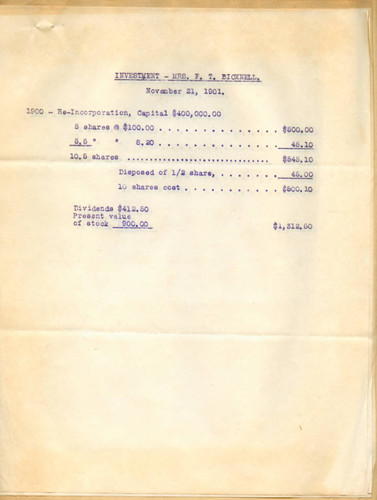 INVESTMENT - MRS. F. T. BICKNELL.
November 21, 1901.
1900 - Re-Incorporation, Capital $400,000.00
5 shares @ $100.00 . . . . . . . . . . . . . . $500.00
5.5 " " 8.20 . . . . . . . . . . . . 45.10
10.5 shares ................................ $545.10
Disposed of 1/2 share, . . . . . . . 45.00
10 shares cost . . . . . . . . . . . $500.10
Dividends $412.50
Present value
of stock 900.00 $1,312.50